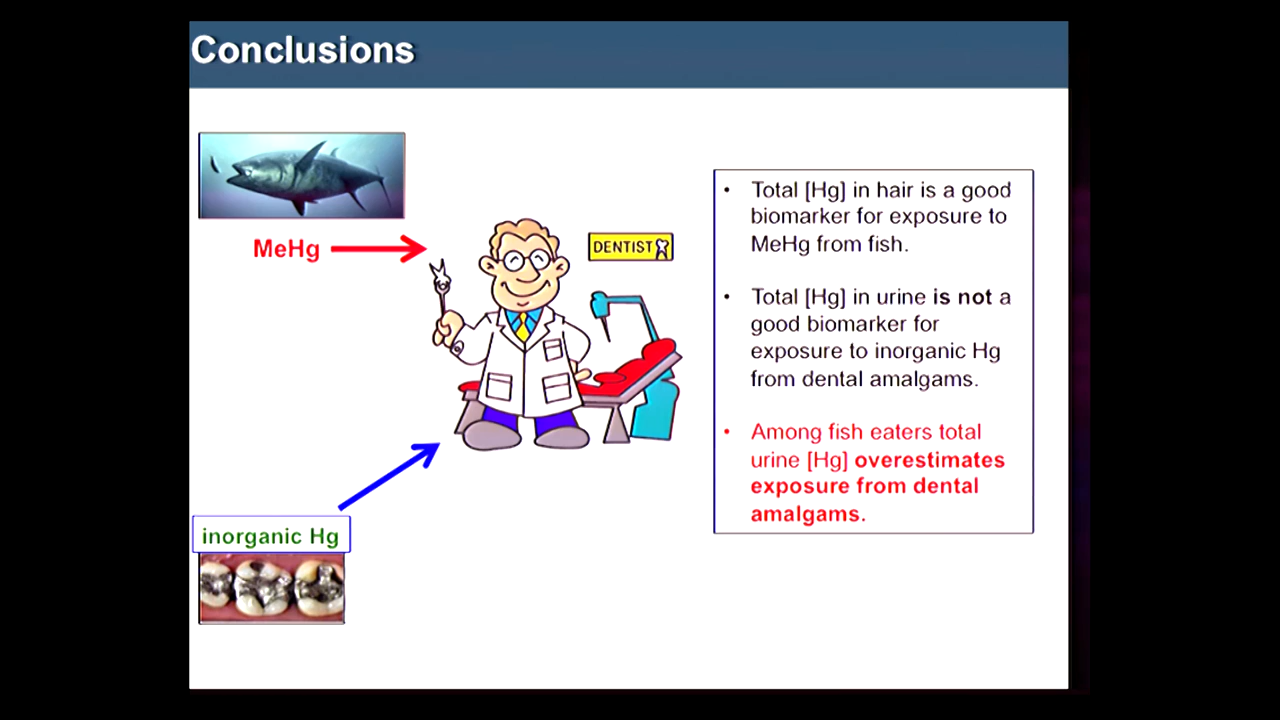 Conclusions
MeHg
DENTIST
inorganic Hg
• Total [Hg] in hair is a good
biomarker for exposure to
MeHg from fish.
• Total [Hg] in urine is not a
good biomarker for
exposure to inorganic Hg
from dental amalgams.
• Among fish eaters total
urine [Hg] overestimates
exposure from dental
amalgams.